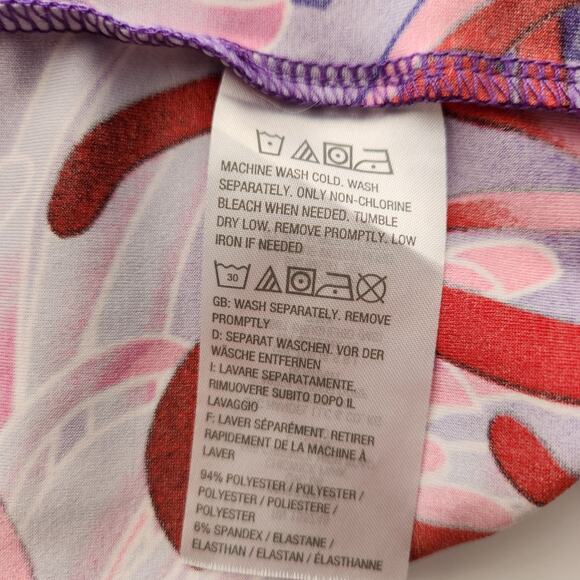 MACHINE WASH COLD. WASH
SEPARATELY. ONLY NON-CHLORINE
BLEACH WHEN NEEDED. TUMBLE
DRY LOW. REMOVE PROMPTLY. LOW
IRON IF NEEDED
30
GB: WASH SEPARATELY. REMOVE
PROMPTLY
D: SEPARAT WASCHEN. VOR DER
WÄSCHE ENTFERNEN
I: LAVARE SEPARATAMENTE.
RIMUOVERE SUBITO DOPO IL
LAVAGGIO
F: LAVER SÉPARÉMENT. RETIRER
RAPIDEMENT DE LA MACHINE À
LAVER
94% POLYESTER / POLYESTER /
POLYESTER / POLIESTERE /
POLYESTER
6% SPANDEX / ELASTANE /
ELASTHAN / ELASTAN / ÉLASTHANNE